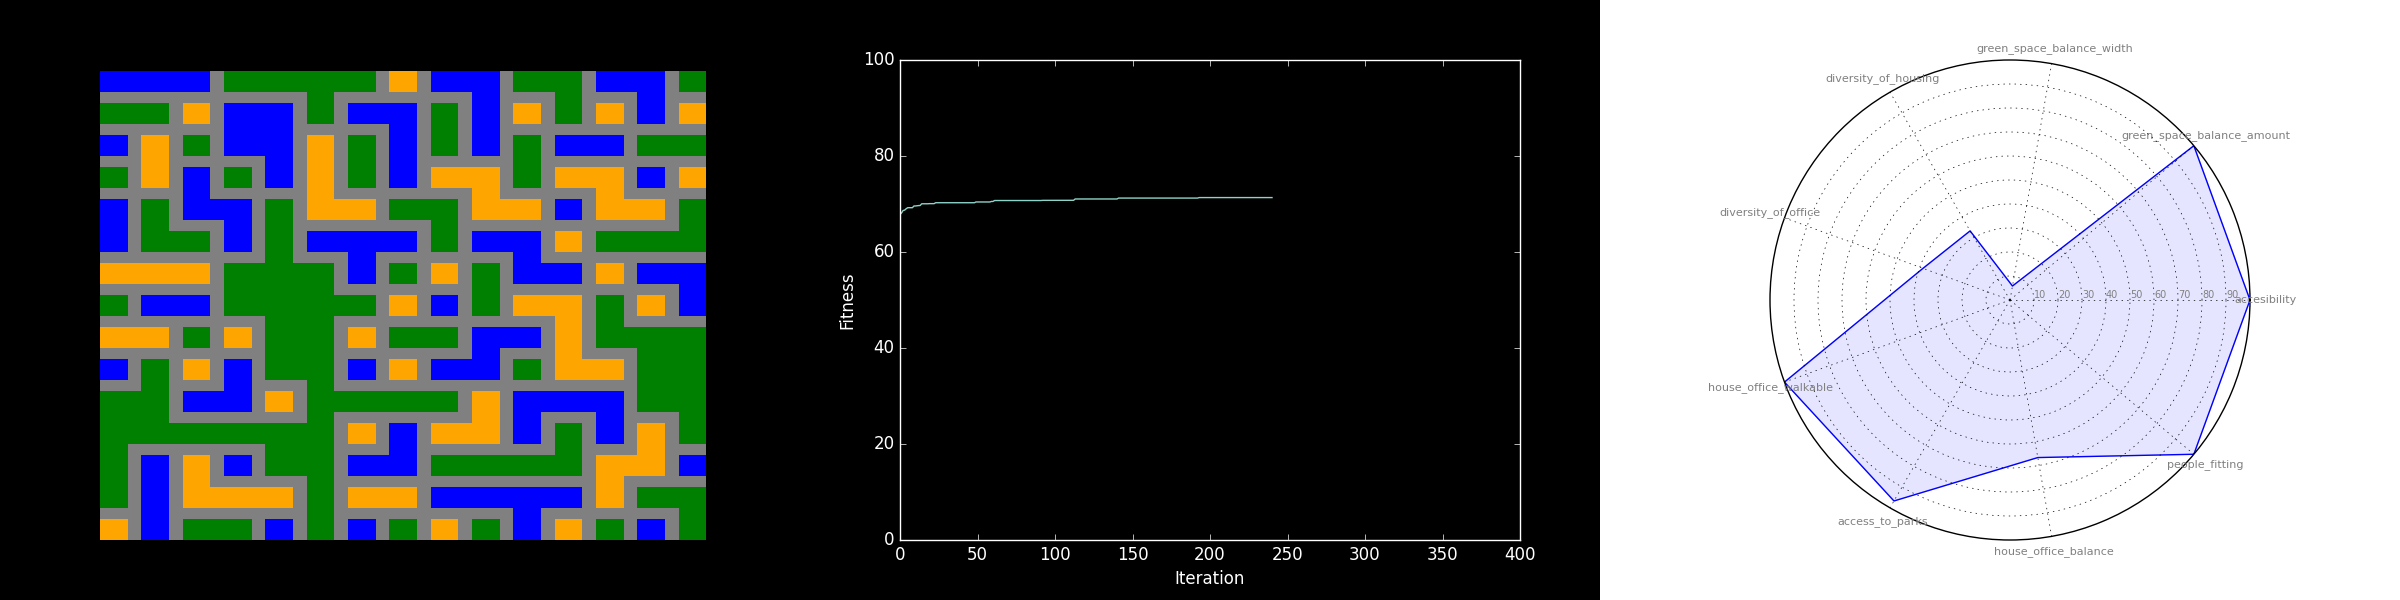 100
80
60
40
20
0
Fitness
0 50 100 150 200 250 300 350 400
Iteration
green_space_balance_width
diversity_of_housing
green_space_balance_amount
diversity_of_office
10 20 30 40 50 60 70 80 90
accesibility
house_office_walkable
people_fitting
access_to_parks
house_office_balance